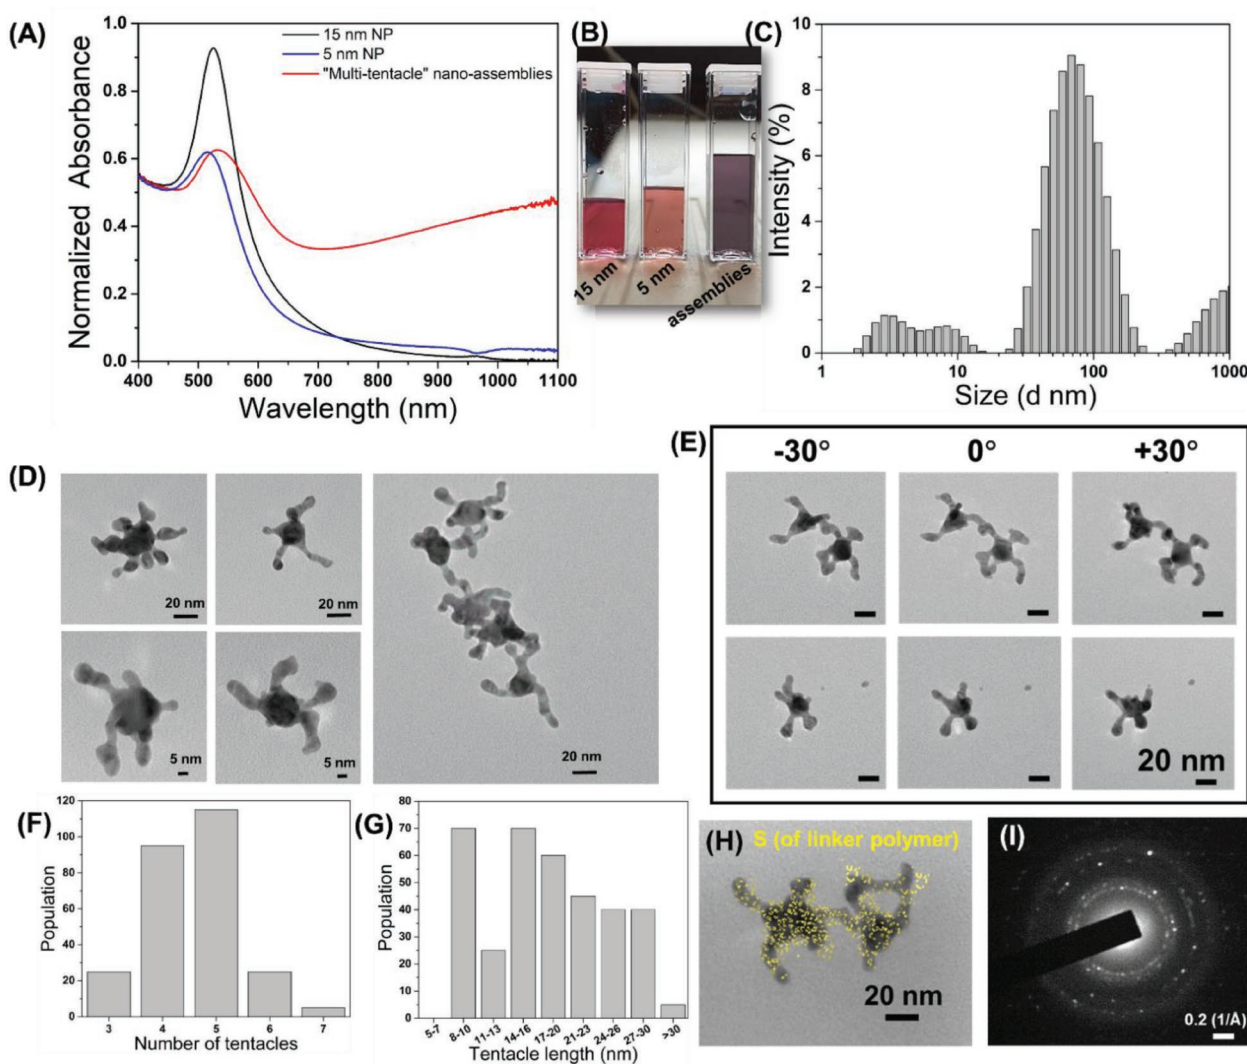 (A)
1.0
0.8
0.6
0.4
0.2
0.0
Normalized Absorbance
15 nm NP
5 nm NP
"Multi-tentacle" nano-assemblies
400 500 600 700 800 900 1000 1100
Wavelength (nm)
(B)
15 nm
5 nm
assemblies
(C)
10
8
6
4
2
0
Intensity (%)
1 10 100 1000
Size (d nm)
(D)
20 nm
20 nm
5 nm
5 nm
20 nm
(E)
-30° 0° +30°
20 nm
(F)
120
100
80
60
40
20
0
Population
3 4 5 6 7
Number of tentacles
(G)
80
70
60
50
40
30
20
10
0
Population
5-7 8-10 11-13 14-16 17-20 21-23 24-26 27-30 >30
Tentacle length (nm)
(H)
S (of linker polymer)
20 nm
(I)
0.2 (1/Å)